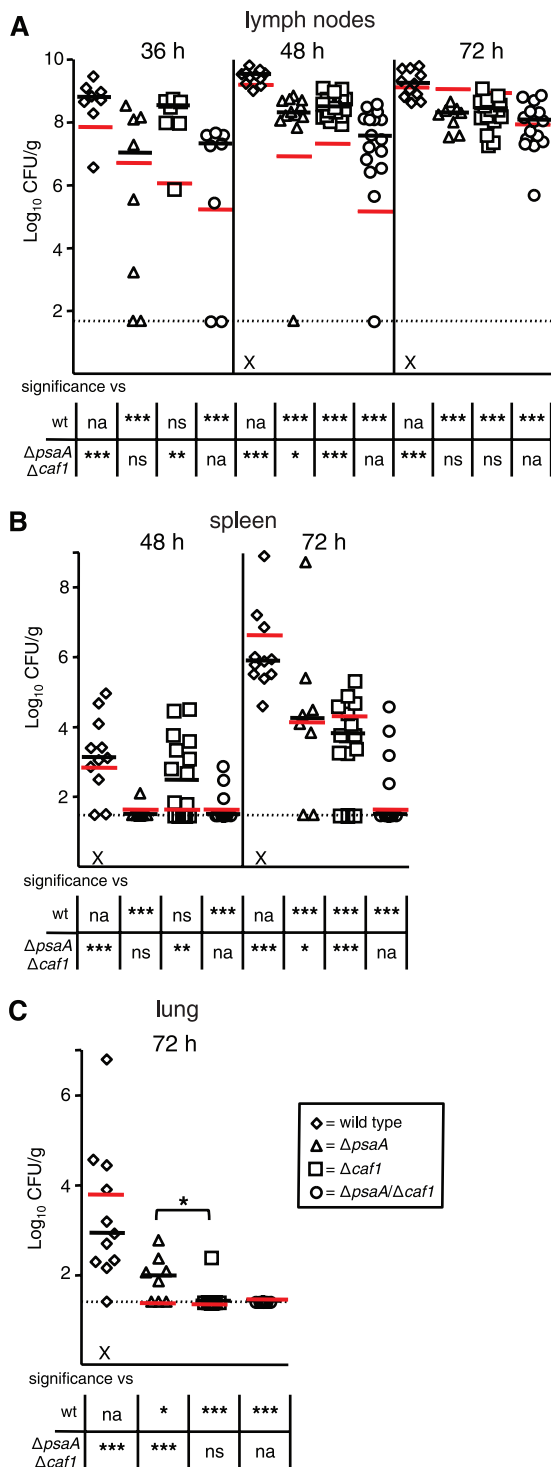 A
lymph nodes
36 h 48 h 72 h
10
8
6
4
2
Log10 CFU/g
X X
significance vs
wt na *** ns *** na *** *** *** na *** *** ***
ΔpsaA Δcaf1 *** ns ** na *** * *** na *** ns ns na
B
spleen
48 h 72 h
8
6
4
2
Log10 CFU/g
X X
significance vs
wt na *** ns *** na *** *** ***
ΔpsaA Δcaf1 *** ns ** na *** * *** na
C
lung
72 h
6
4
2
Log10 CFU/g
*
= wild type
= ΔpsaA
= Δcaf1
= ΔpsaA/Δcaf1
X
significance vs
wt na * *** ***
ΔpsaA Δcaf1 *** *** ns na